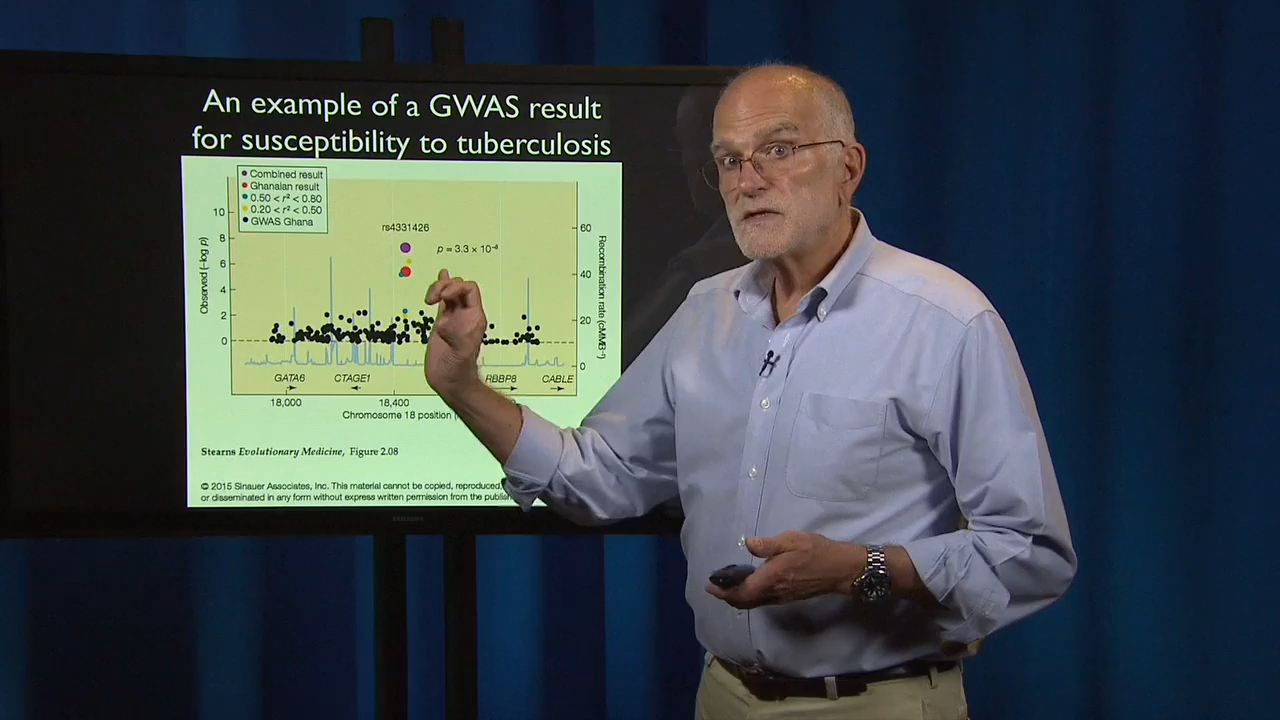 An example of a GWAS result
for susceptibility to tuberculosis
Combined result
Ghanaian result
0.50 < r² < 0.80
0.20 < r² < 0.50
GWAS Ghana
rs4331426
p = 3.3 × 10⁻⁸
Observed (–log p)
10
8
6
4
2
0
60
40
20
0
Recombination rate (cMMB⁻¹)
GATA6
CTAGE1
RBBP8
CABLE
18,000
18,400
Chromosome 18 position
Stearns Evolutionary Medicine, Figure 2.08
© 2015 Sinauer Associates, Inc. This material cannot be copied, reproduced,
or disseminated in any form without express written permission from the
SAMSUNG